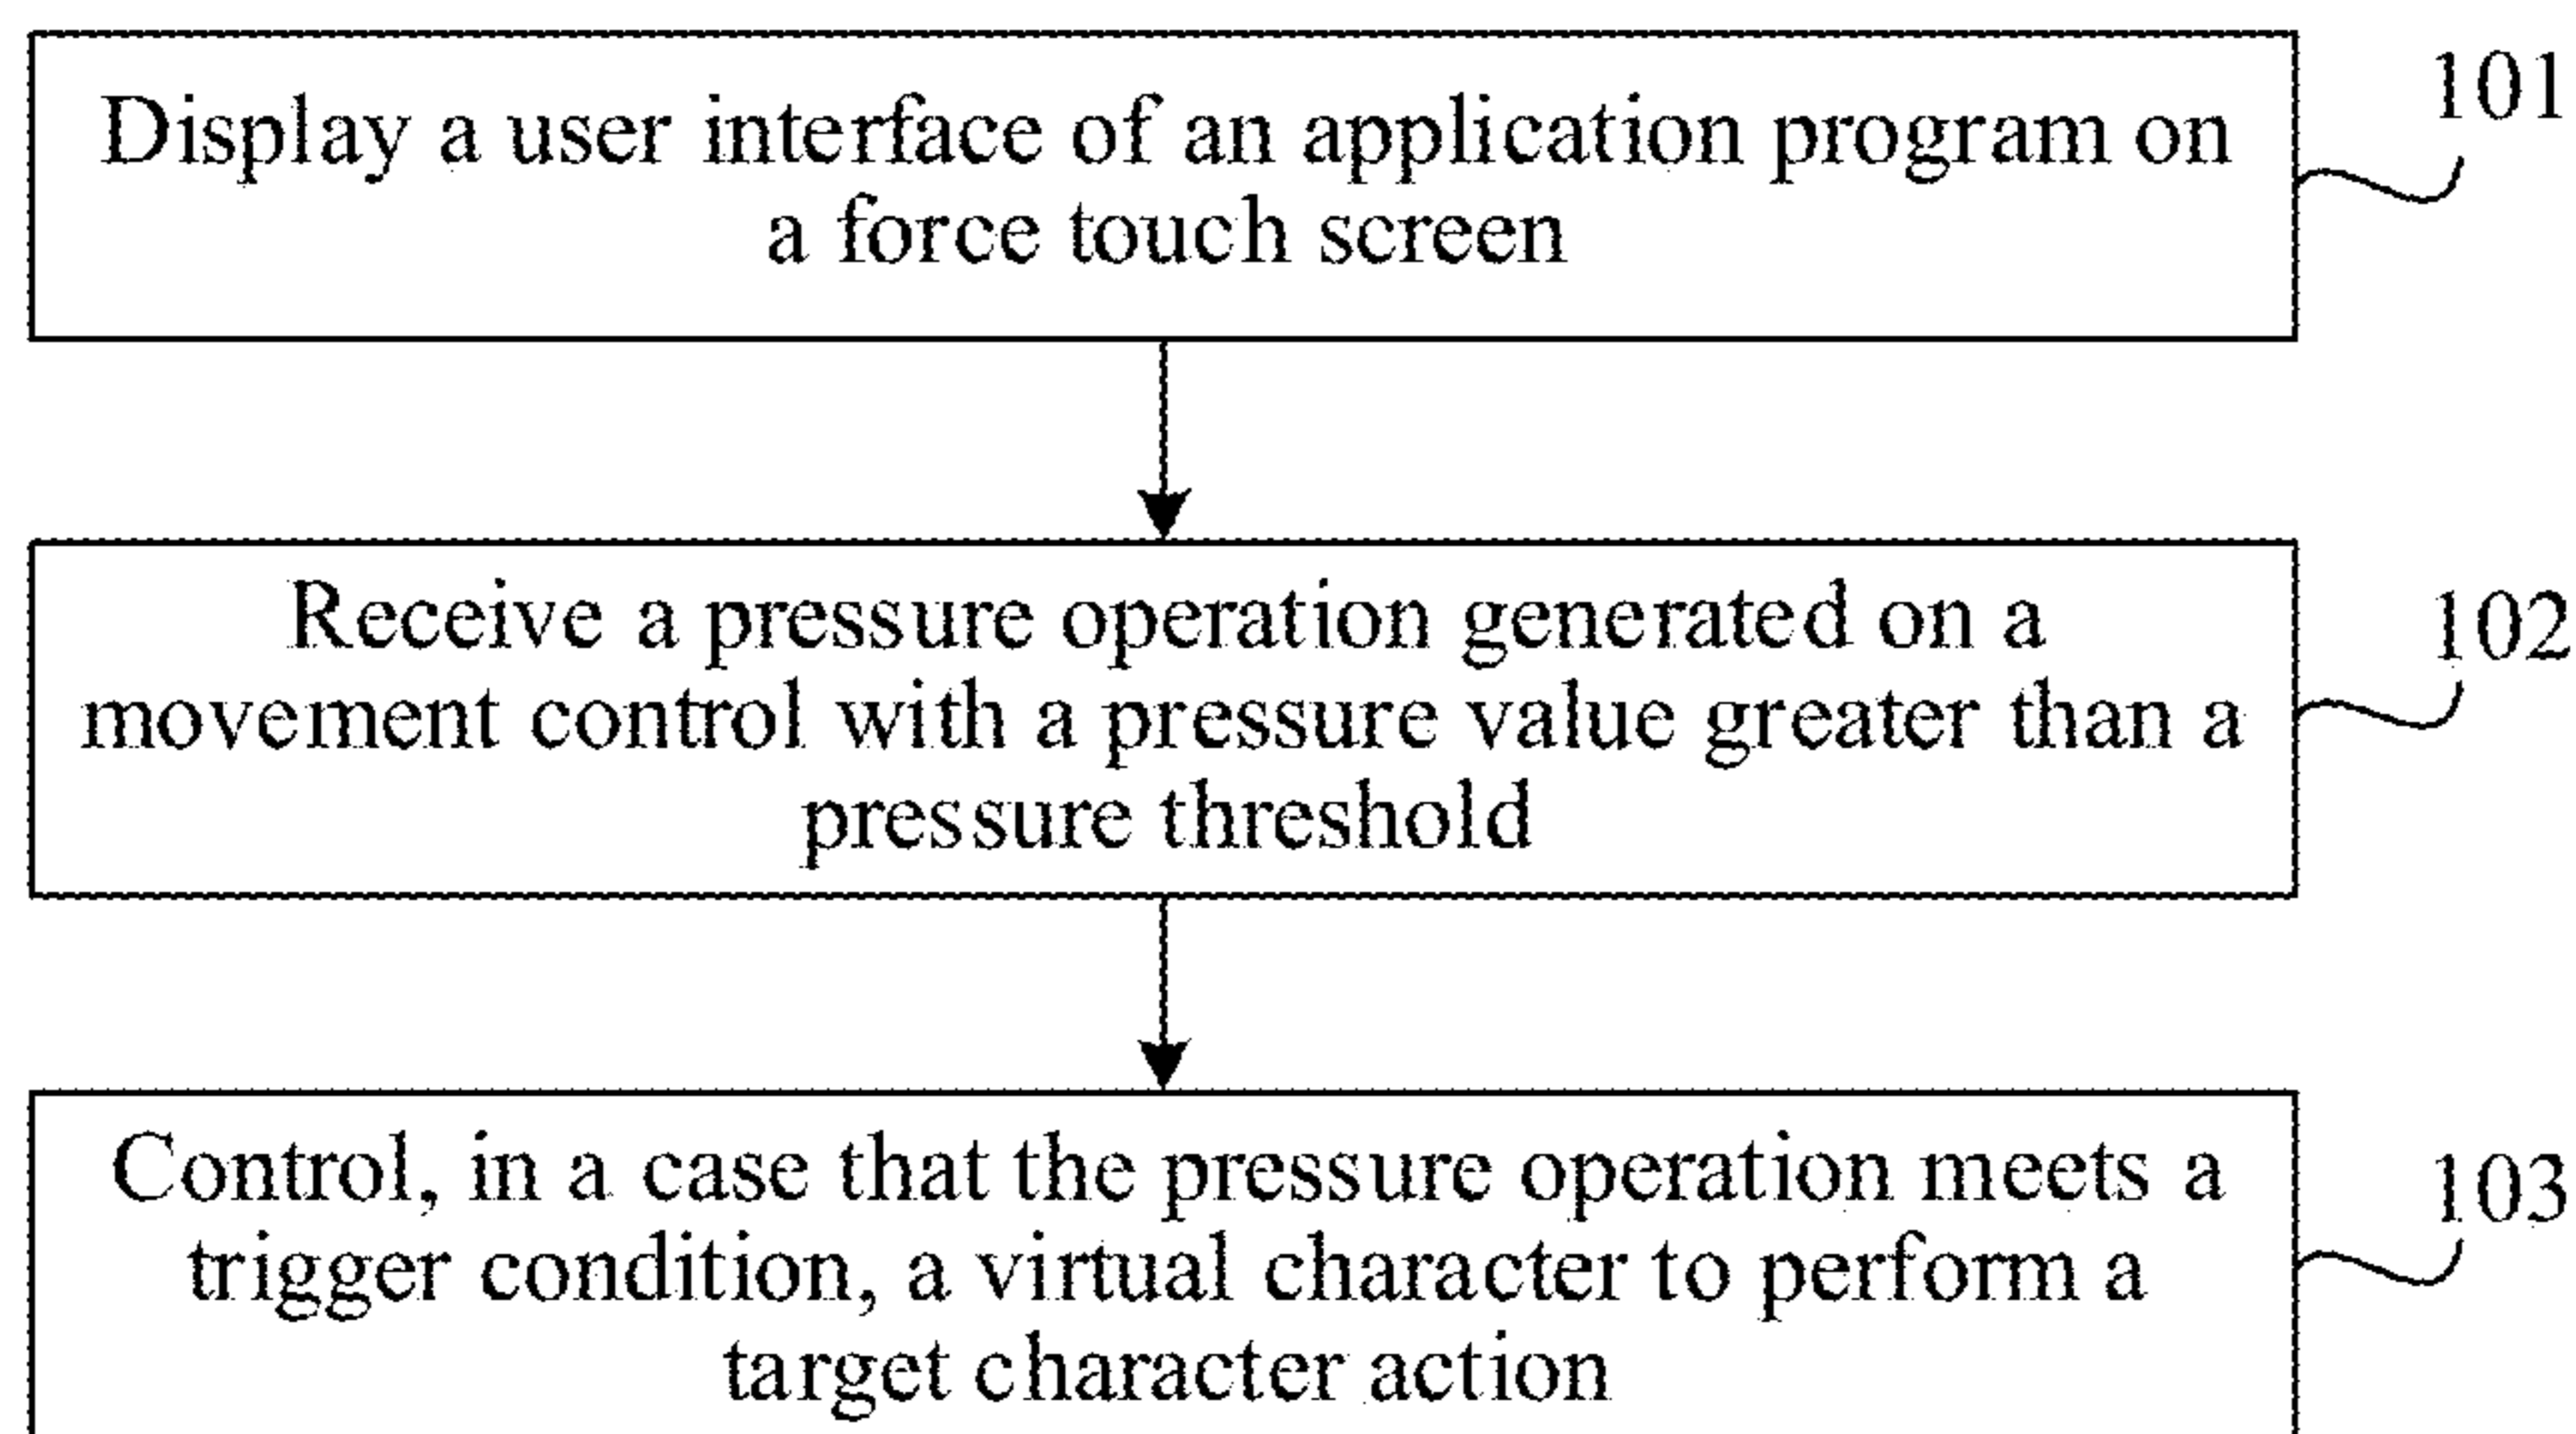 Display a user interface of an application program on
a force touch screen
101
Receive a pressure operation generated on a
movement control with a pressure value greater than a
pressure threshold
102
Control, in a case that the pressure operation meets a
trigger condition, a virtual character to perform a
target character action
103